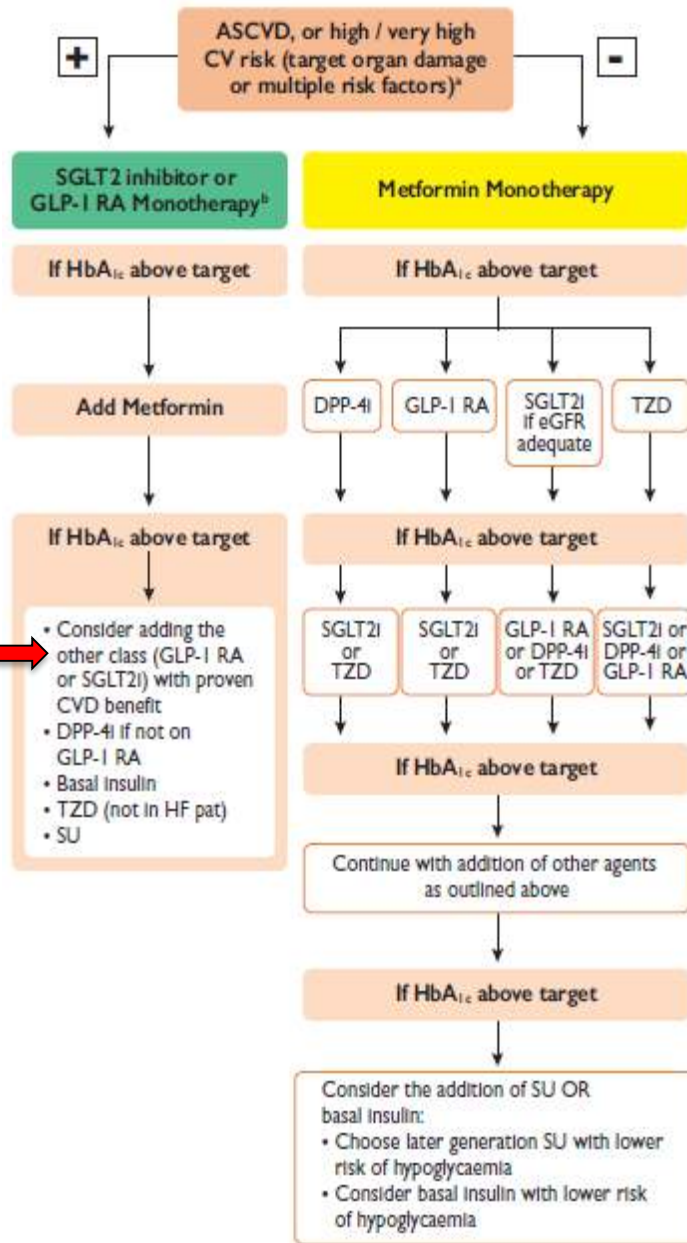 ASCVD, or high / very high
CV risk (target organ damage
or multiple risk factors)ᵃ
+
-
SGLT2 inhibitor or
GLP-1 RA Monotherapyᵇ
Metformin Monotherapy
If HbA₁c above target
If HbA₁c above target
Add Metformin
DPP-4i
GLP-1 RA
SGLT2i
if eGFR
adequate
TZD
If HbA₁c above target
If HbA₁c above target
• Consider adding the
other class (GLP-1 RA
or SGLT2i) with proven
CVD benefit
• DPP-4i if not on
GLP-1 RA
• Basal insulin
• TZD (not in HF pat)
• SU
SGLT2i
or
TZD
SGLT2i
or
TZD
GLP-1 RA
or DPP-4i
or TZD
SGLT2i or
DPP-4i or
GLP-1 RA
If HbA₁c above target
Continue with addition of other agents
as outlined above
If HbA₁c above target
Consider the addition of SU OR
basal insulin:
• Choose later generation SU with lower
risk of hypoglycaemia
• Consider basal insulin with lower risk
of hypoglycaemia